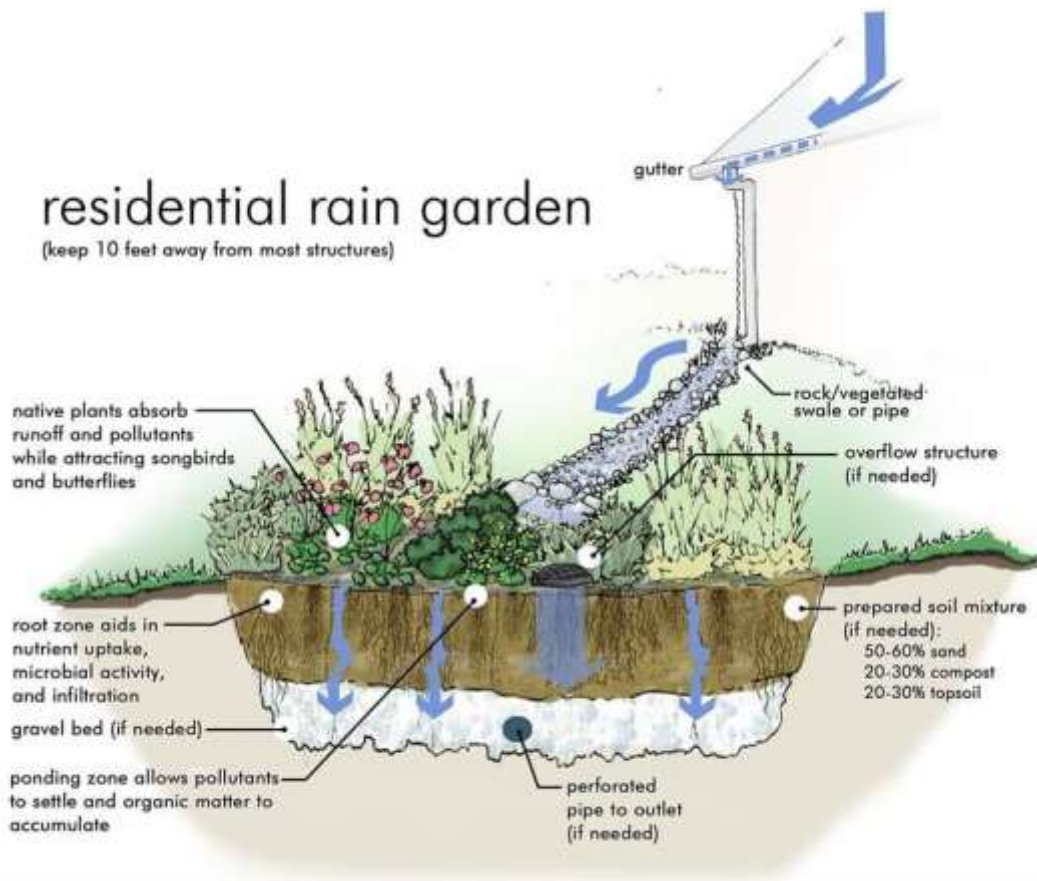 residential rain garden
(keep 10 feet away from most structures)
gutter
rock/vegetated
swale or pipe
native plants absorb
runoff and pollutants
while attracting songbirds
and butterflies
overflow structure
(if needed)
root zone aids in
nutrient uptake,
microbial activity,
and infiltration
prepared soil mixture
(if needed):
50-60% sand
20-30% compost
20-30% topsoil
gravel bed (if needed)
ponding zone allows pollutants
to settle and organic matter to
accumulate
perforated
pipe to outlet
(if needed)